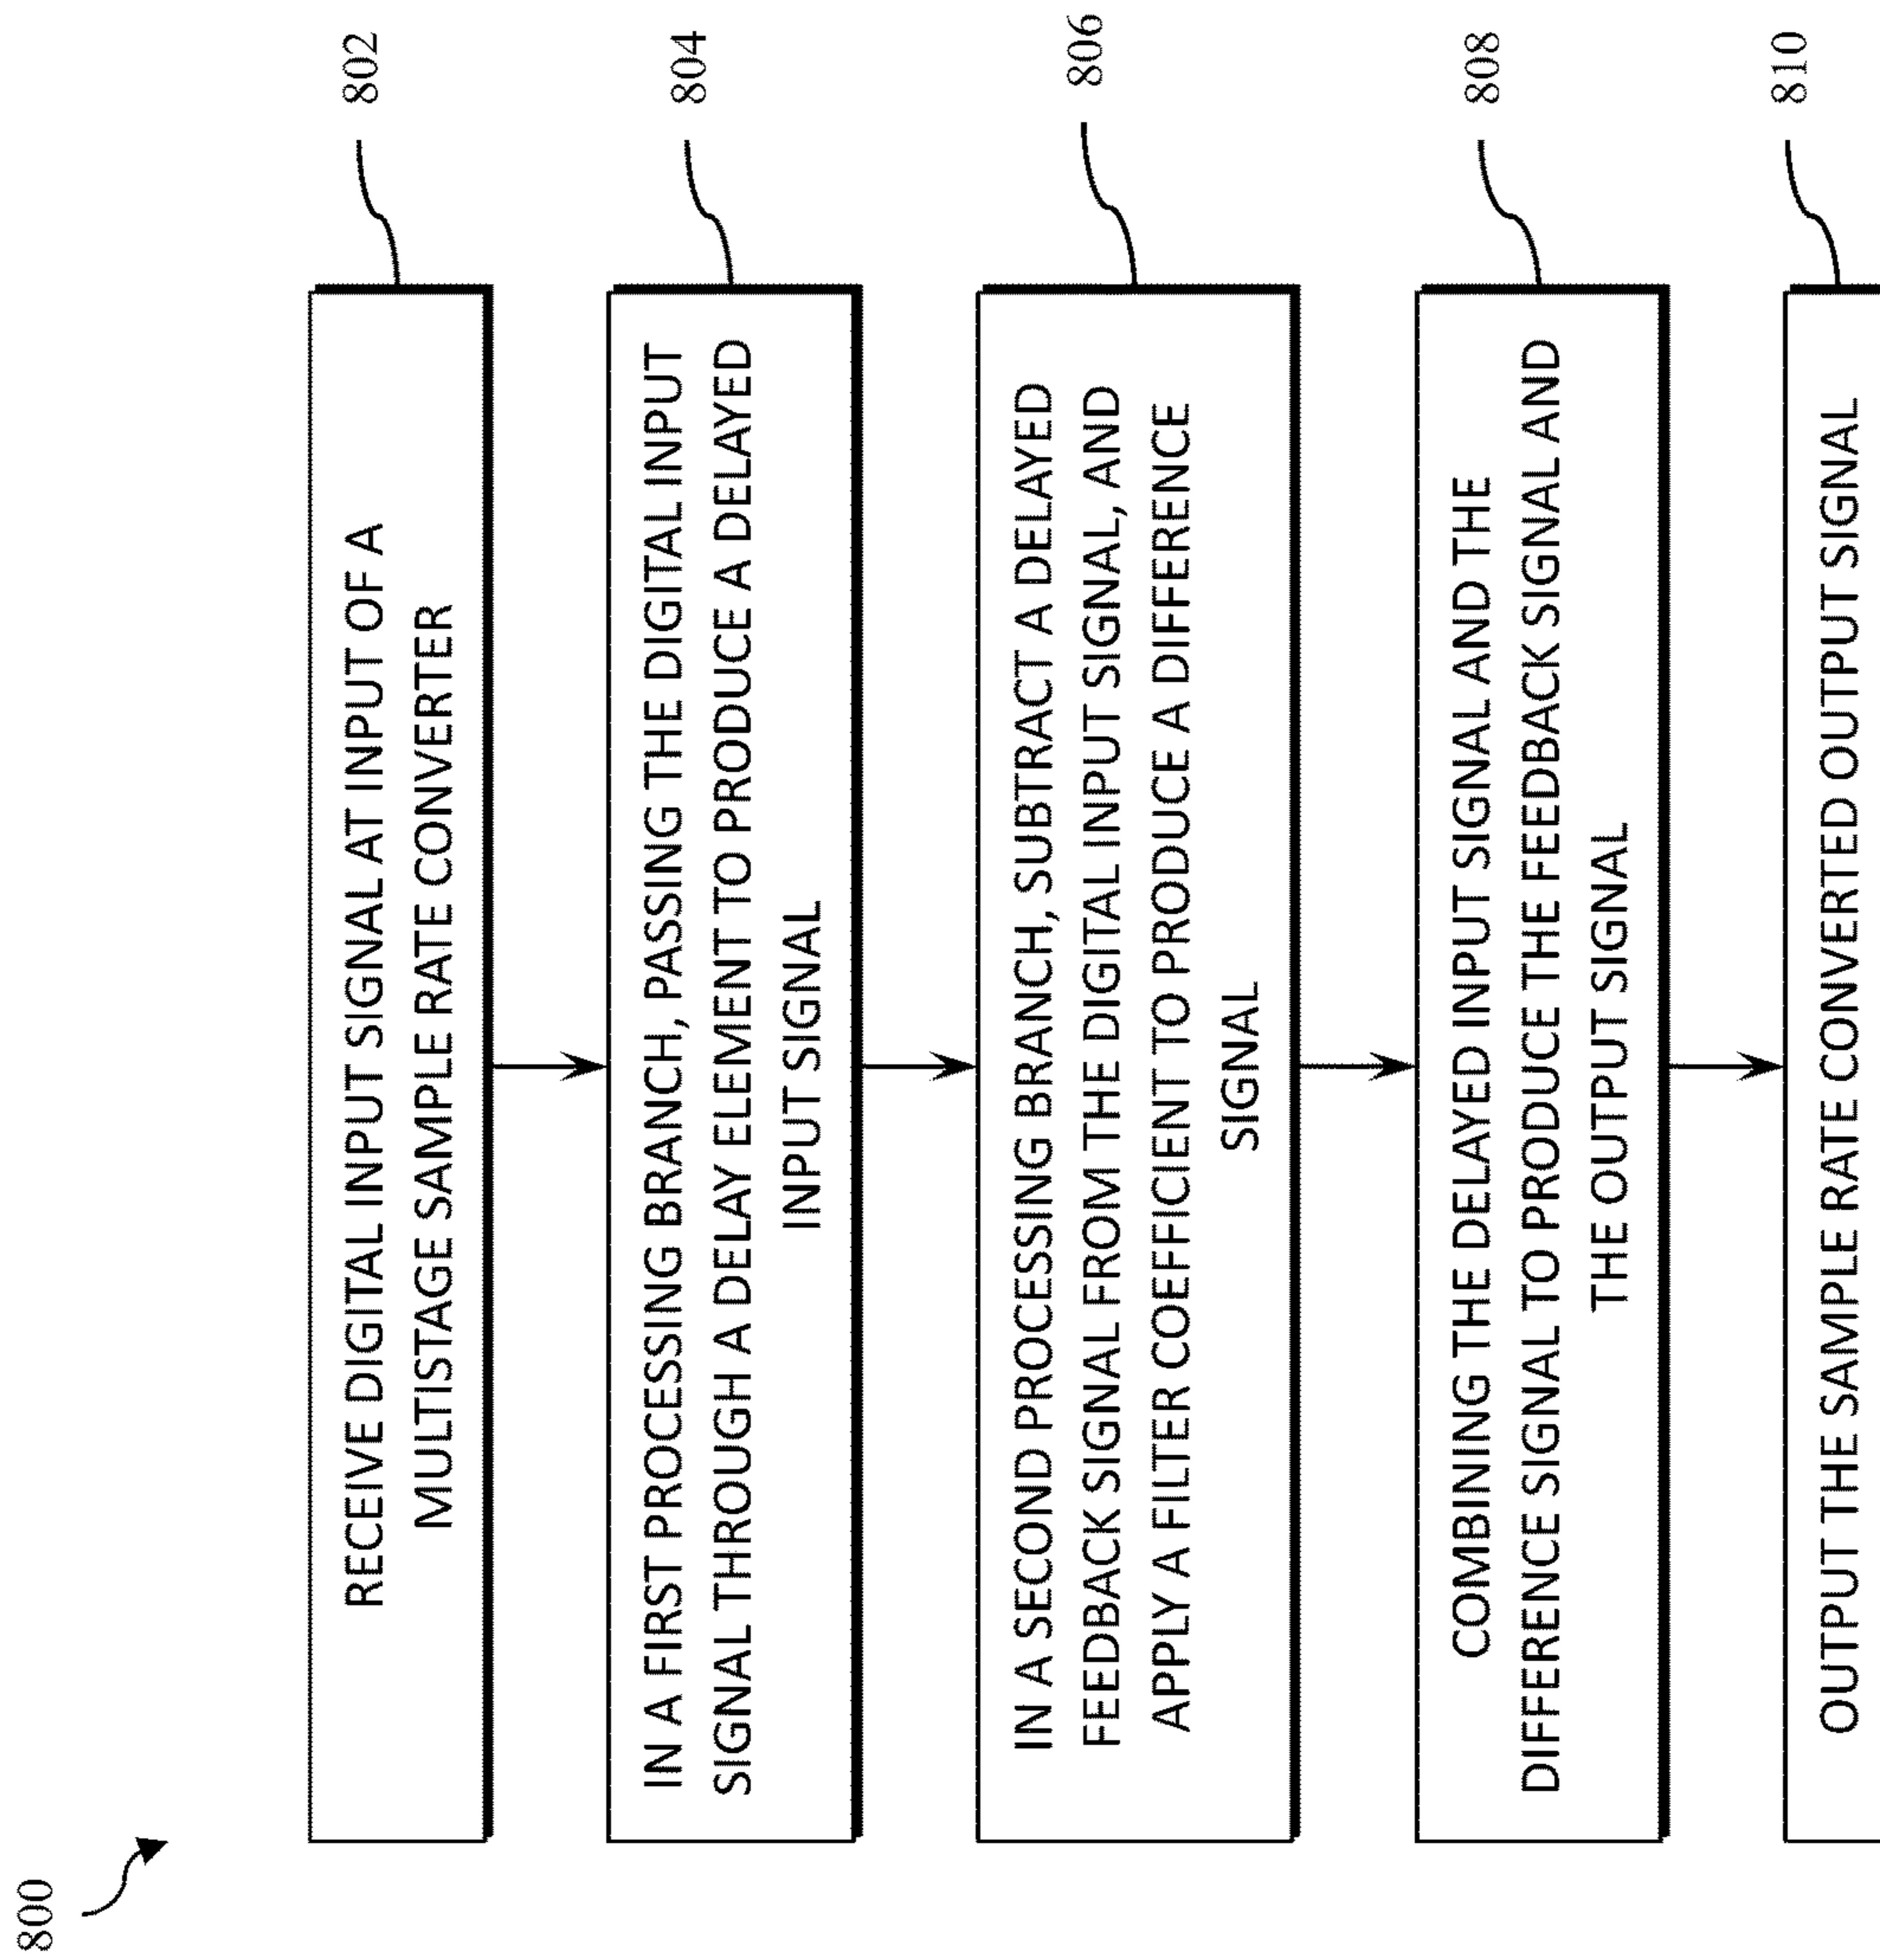 800
RECEIVE DIGITAL INPUT SIGNAL AT INPUT OF A
MULTISTAGE SAMPLE RATE CONVERTER
802
IN A FIRST PROCESSING BRANCH, PASSING THE DIGITAL INPUT
SIGNAL THROUGH A DELAY ELEMENT TO PRODUCE A DELAYED
INPUT SIGNAL
804
IN A SECOND PROCESSING BRANCH, SUBTRACT A DELAYED
FEEDBACK SIGNAL FROM THE DIGITAL INPUT SIGNAL, AND
APPLY A FILTER COEFFICIENT TO PRODUCE A DIFFERENCE
SIGNAL
806
COMBINING THE DELAYED INPUT SIGNAL AND THE
DIFFERENCE SIGNAL TO PRODUCE THE FEEDBACK SIGNAL AND
THE OUTPUT SIGNAL
808
OUTPUT THE SAMPLE RATE CONVERTED OUTPUT SIGNAL
810